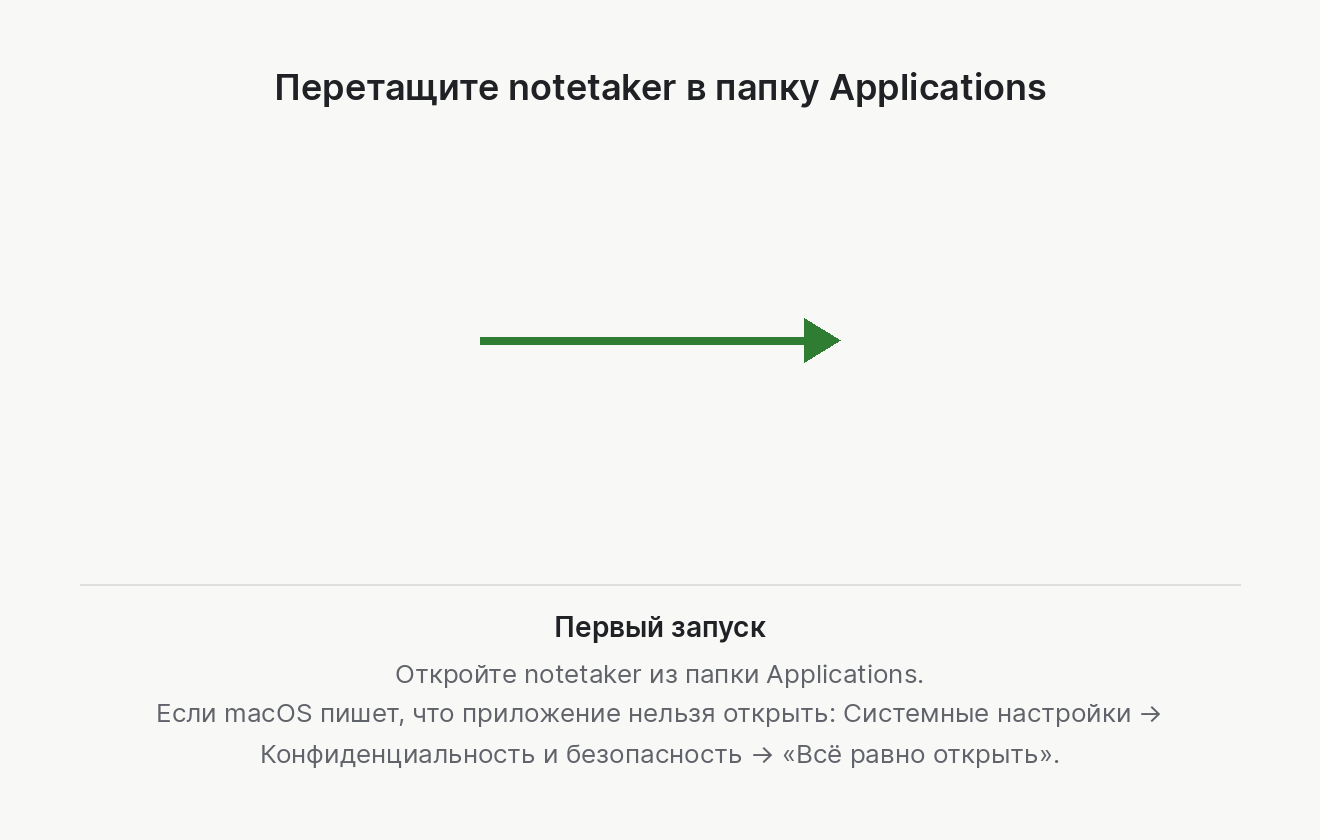 Перетащите notetaker в папку Applications
Первый запуск
Откройте notetaker из папки Applications.
Если macOS пишет, что приложение нельзя открыть: Системные настройки →
Конфиденциальность и безопасность → «Всё равно открыть».